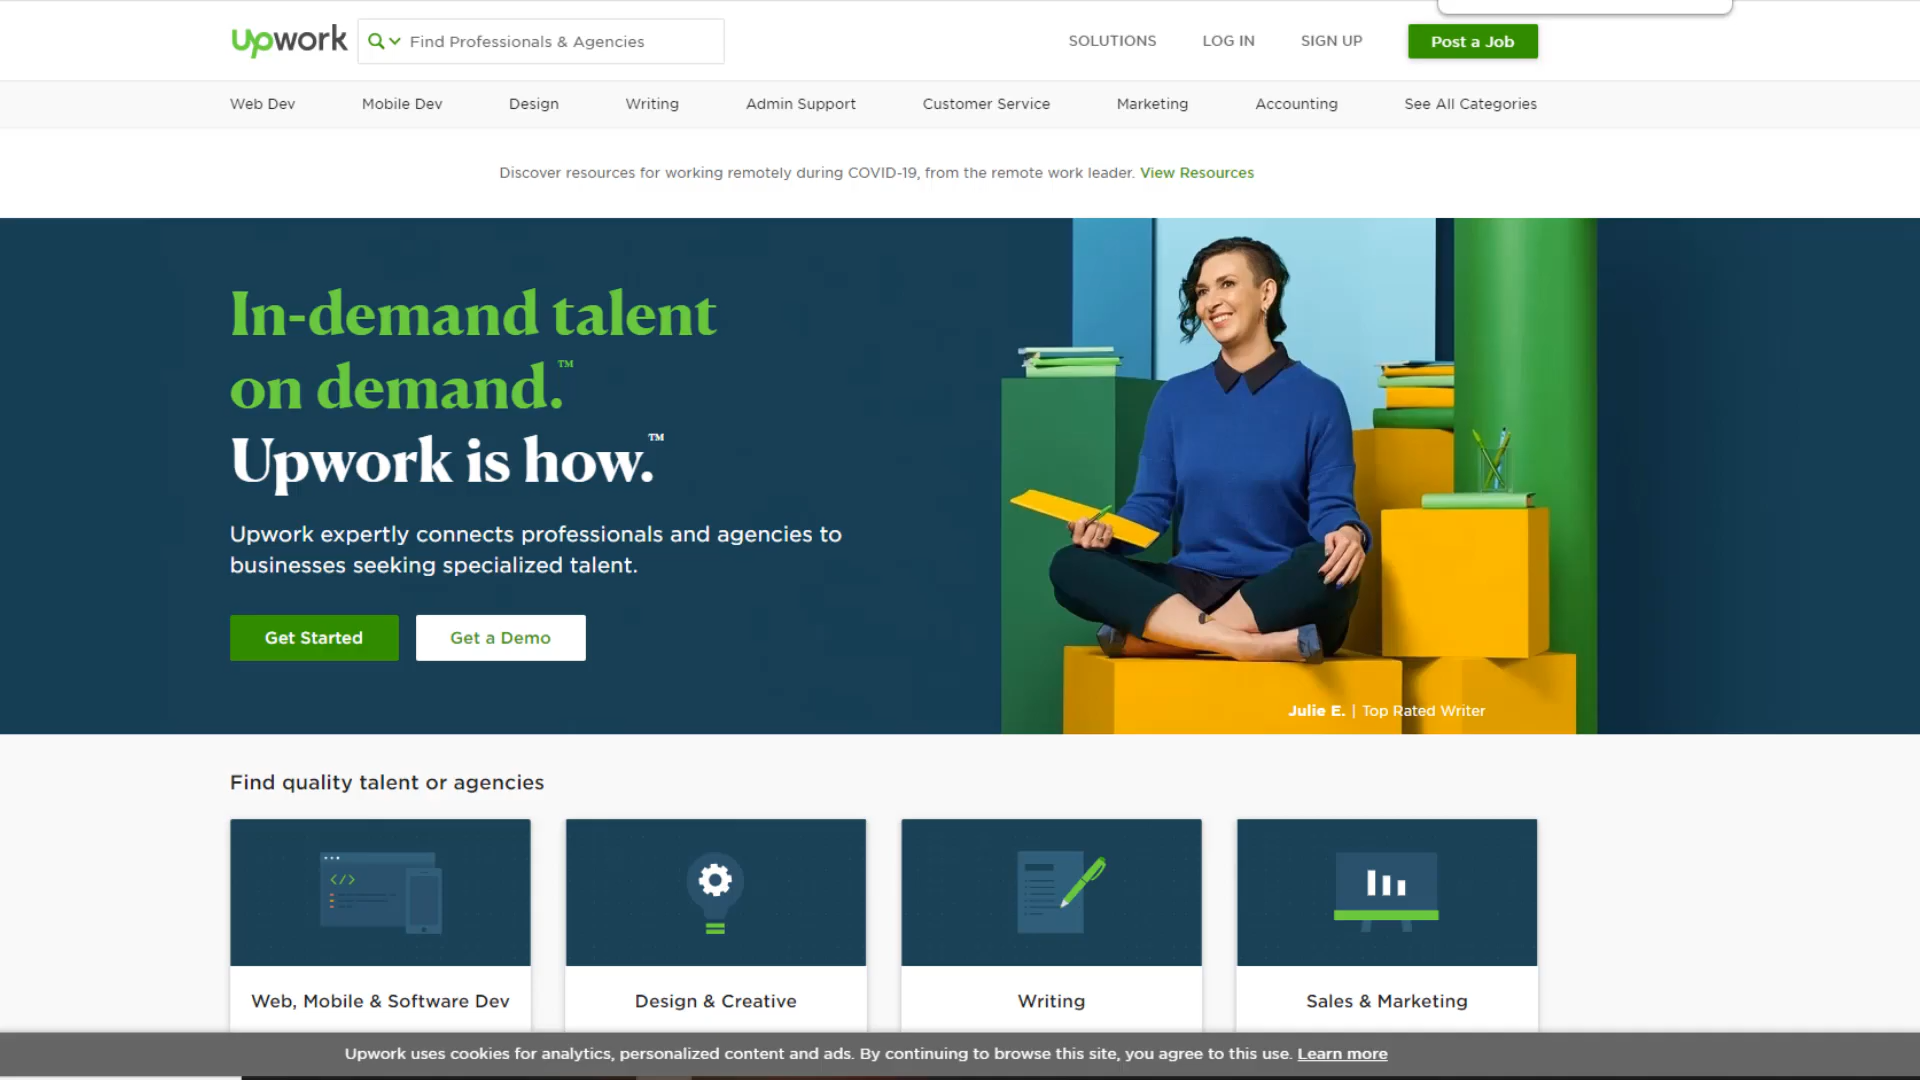 Upwork
Find Professionals & Agencies
SOLUTIONS
LOG IN
SIGN UP
Post a Job
Web Dev
Mobile Dev
Design
Writing
Admin Support
Customer Service
Marketing
Accounting
See All Categories
Discover resources for working remotely during COVID-19, from the remote work leader. View Resources
In-demand talent
on demand.™
Upwork is how.™
Upwork expertly connects professionals and agencies to
businesses seeking specialized talent.
Get Started
Get a Demo
Julie E. | Top Rated Writer
Find quality talent or agencies
</>
Web, Mobile & Software Dev
Design & Creative
Writing
Sales & Marketing
Upwork uses cookies for analytics, personalized content and ads. By continuing to browse this site, you agree to this use. Learn more